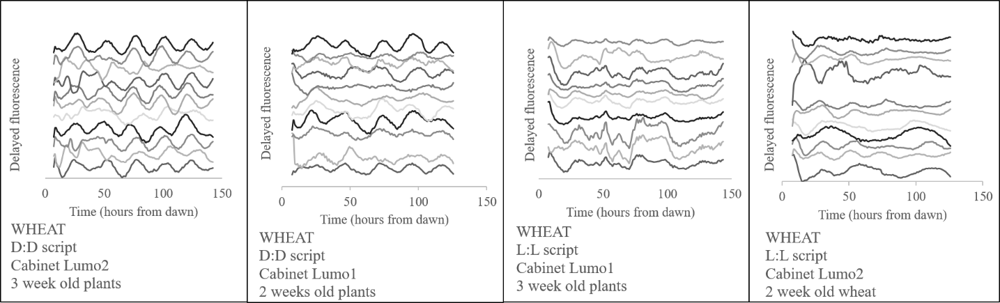 Delayed fluorescence
0 50 100 150
Time (hours from dawn)
WHEAT
D:D script
Cabinet Lumo2
3 week old plants
Delayed fluorescence
0 50 100 150
Time (hours from dawn)
WHEAT
D:D script
Cabinet Lumo1
2 weeks old plants
Delayed fluorescence
0 50 100 150
Time (hours from dawn)
WHEAT
L:L script
Cabinet Lumo1
3 week old plants
Delayed fluorescence
0 50 100 150
Time (hours from dawn)
WHEAT
L:L script
Cabinet Lumo2
2 week old wheat